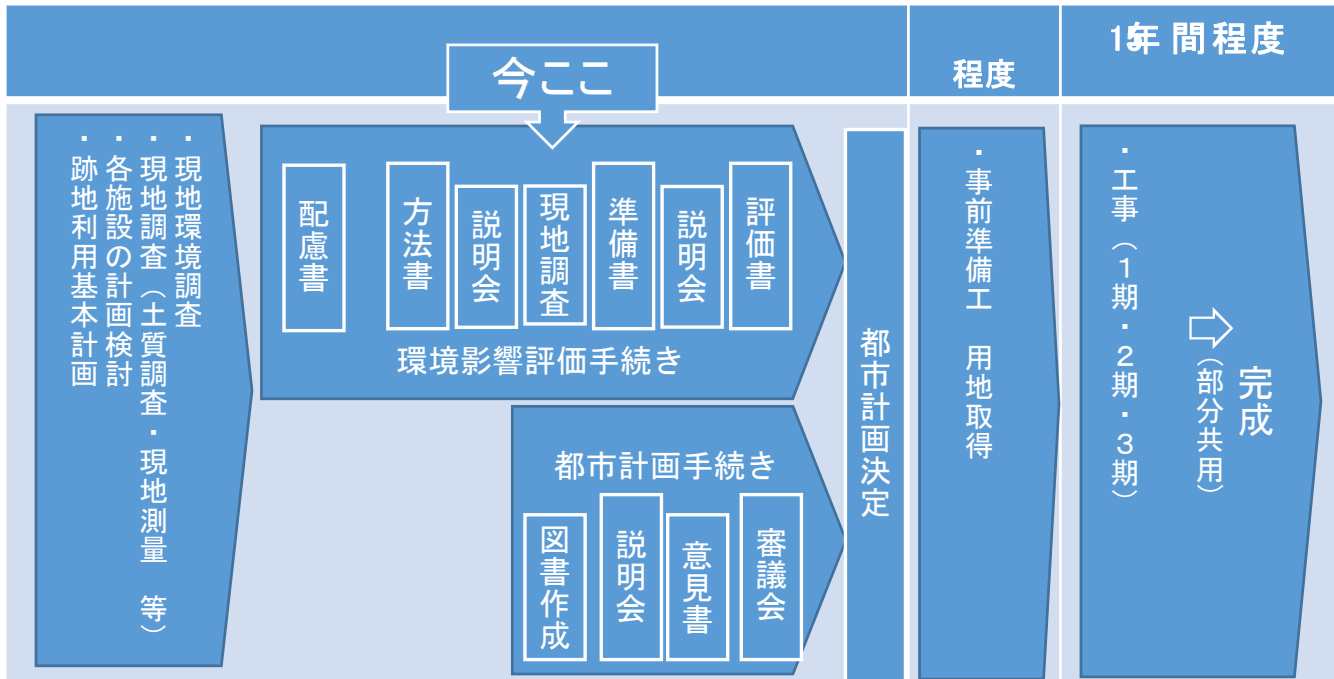 程度
15年間程度
今ここ
・現地環境調査
・現地調査（土質調査・現地測量　等）
・各施設の計画検討
・跡地利用基本計画
配慮書
方法書
説明会
現地調査
準備書
説明会
評価書
環境影響評価手続き
都市計画手続き
図書作成
説明会
意見書
審議会
都市計画決定
・事前準備工　用地取得
・工事（１期・２期・３期）
（部分共用）
完成